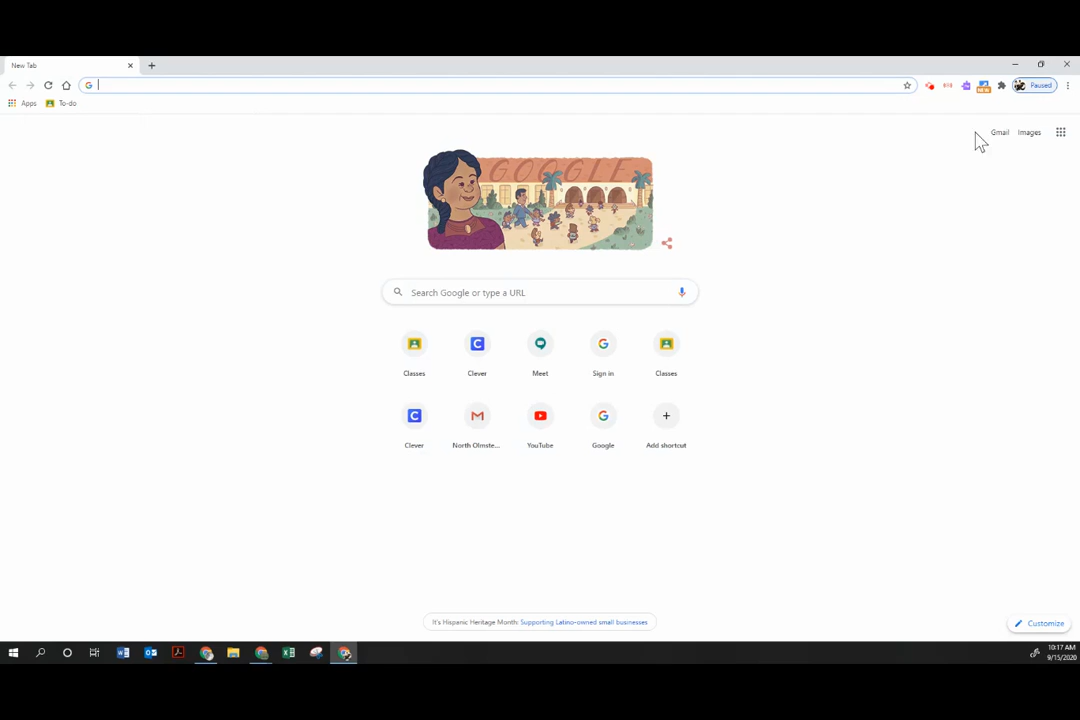 New Tab
Paused
Apps
To-do
Gmail
Images
GOOGLE
Search Google or type a URL
Classes
Clever
Meet
Sign in
Classes
Clever
North Olmste...
YouTube
Google
Add shortcut
It's Hispanic Heritage Month: Supporting Latino-owned small businesses
Customize
10:17 AM
9/15/2020